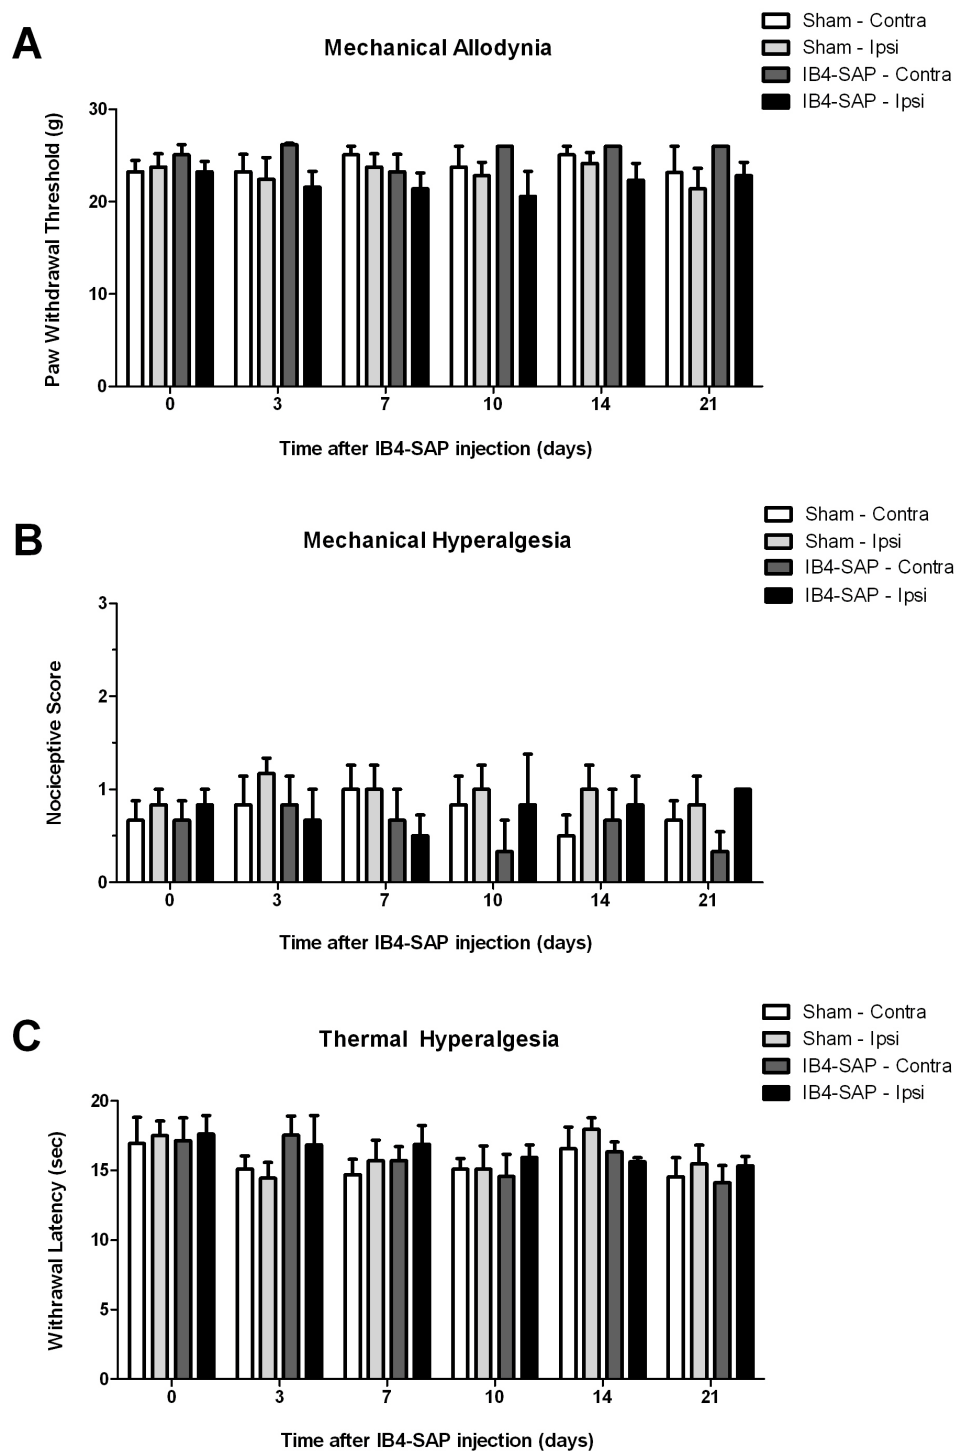 A
Mechanical Allodynia
Sham - Contra
Sham - Ipsi
IB4-SAP - Contra
IB4-SAP - Ipsi
Paw Withdrawal Threshold (g)
30
20
10
0
0 3 7 10 14 21
Time after IB4-SAP injection (days)
B
Mechanical Hyperalgesia
Sham - Contra
Sham - Ipsi
IB4-SAP - Contra
IB4-SAP - Ipsi
Nociceptive Score
3
2
1
0
0 3 7 10 14 21
Time after IB4-SAP injection (days)
C
Thermal Hyperalgesia
Sham - Contra
Sham - Ipsi
IB4-SAP - Contra
IB4-SAP - Ipsi
Withrawal Latency (sec)
20
15
10
5
0
0 3 7 10 14 21
Time after IB4-SAP injection (days)